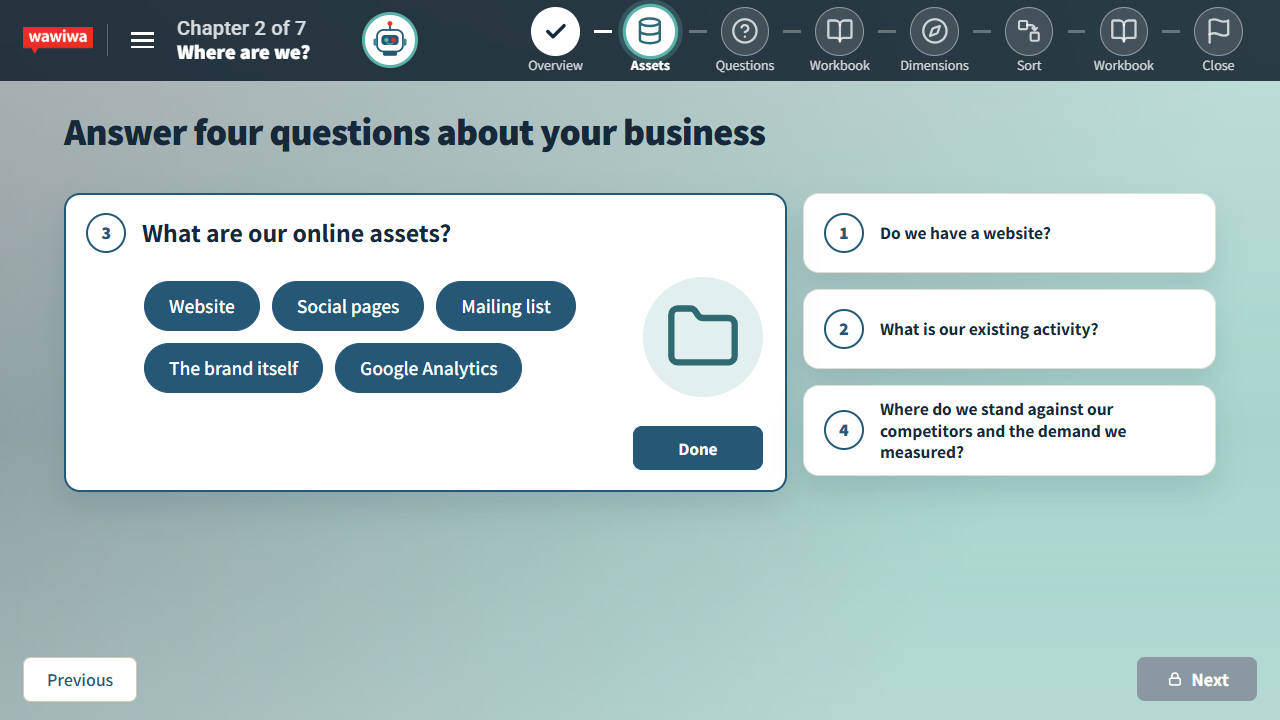 wawiwa
Chapter 2 of 7
Where are we?
Overview
Assets
Questions
Workbook
Dimensions
Sort
Workbook
Close
Answer four questions about your business
3
What are our online assets?
Website
Social pages
Mailing list
The brand itself
Google Analytics
Done
1
Do we have a website?
2
What is our existing activity?
4
Where do we stand against our
competitors and the demand we
measured?
Previous
Next